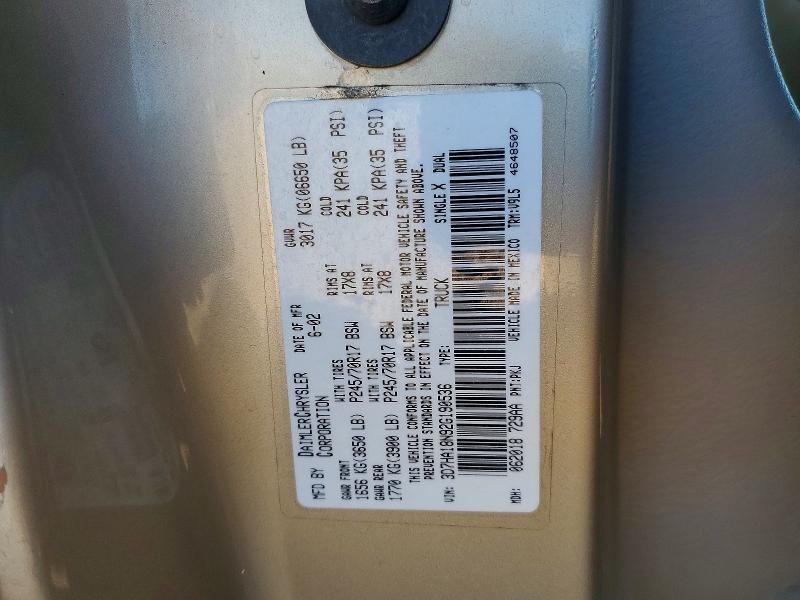 MFD BY DAIMLERCHRYSLER CORPORATION
DATE OF MFR 6-02
GVWR 3017 KG(06650 LB)
GAWR FRONT WITH TIRES RIMS AT COLD
1656 KG(3650 LB) P245/70R17 BSW 17X8 241 KPA(35 PSI)
GAWR REAR WITH TIRES RIMS AT COLD
1770 KG(3900 LB) P245/70R17 BSW 17X8 241 KPA(35 PSI)
THIS VEHICLE CONFORMS TO ALL APPLICABLE FEDERAL MOTOR VEHICLE SAFETY AND THEFT
PREVENTION STANDARDS IN EFFECT ON THE DATE OF MANUFACTURE SHOWN ABOVE.
VIN: 3D7HA18N92G190536 TYPE: TRUCK SINGLE X DUAL
MDH: 062018 729AA PNT:PKJ VEHICLE MADE IN MEXICO TRM:V9L5 4648507